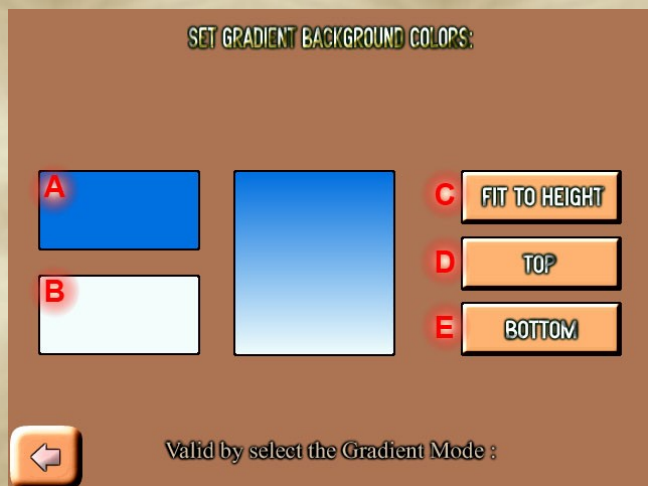 SET GRADIENT BACKGROUND COLORS:
A
C FIT TO HEIGHT
D TOP
B
E BOTTOM
Valid by select the Gradient Mode :